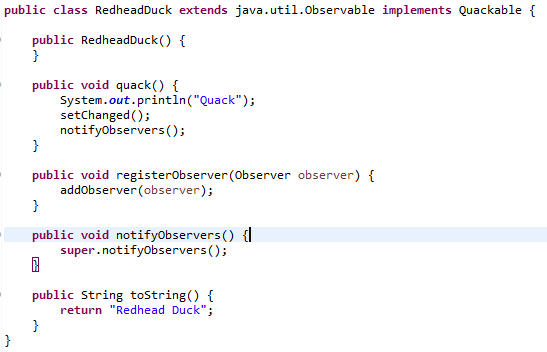 public class RedheadDuck extends java.util.Observable implements Quackable {
public RedheadDuck() {
}
public void quack() {
System.out.println("Quack");
setChanged();
notifyObservers();
}
public void registerObserver(Observer observer) {
addObserver(observer);
}
public void notifyObservers() {
super.notifyObservers();
}
public String toString() {
return "Redhead Duck";
}
}